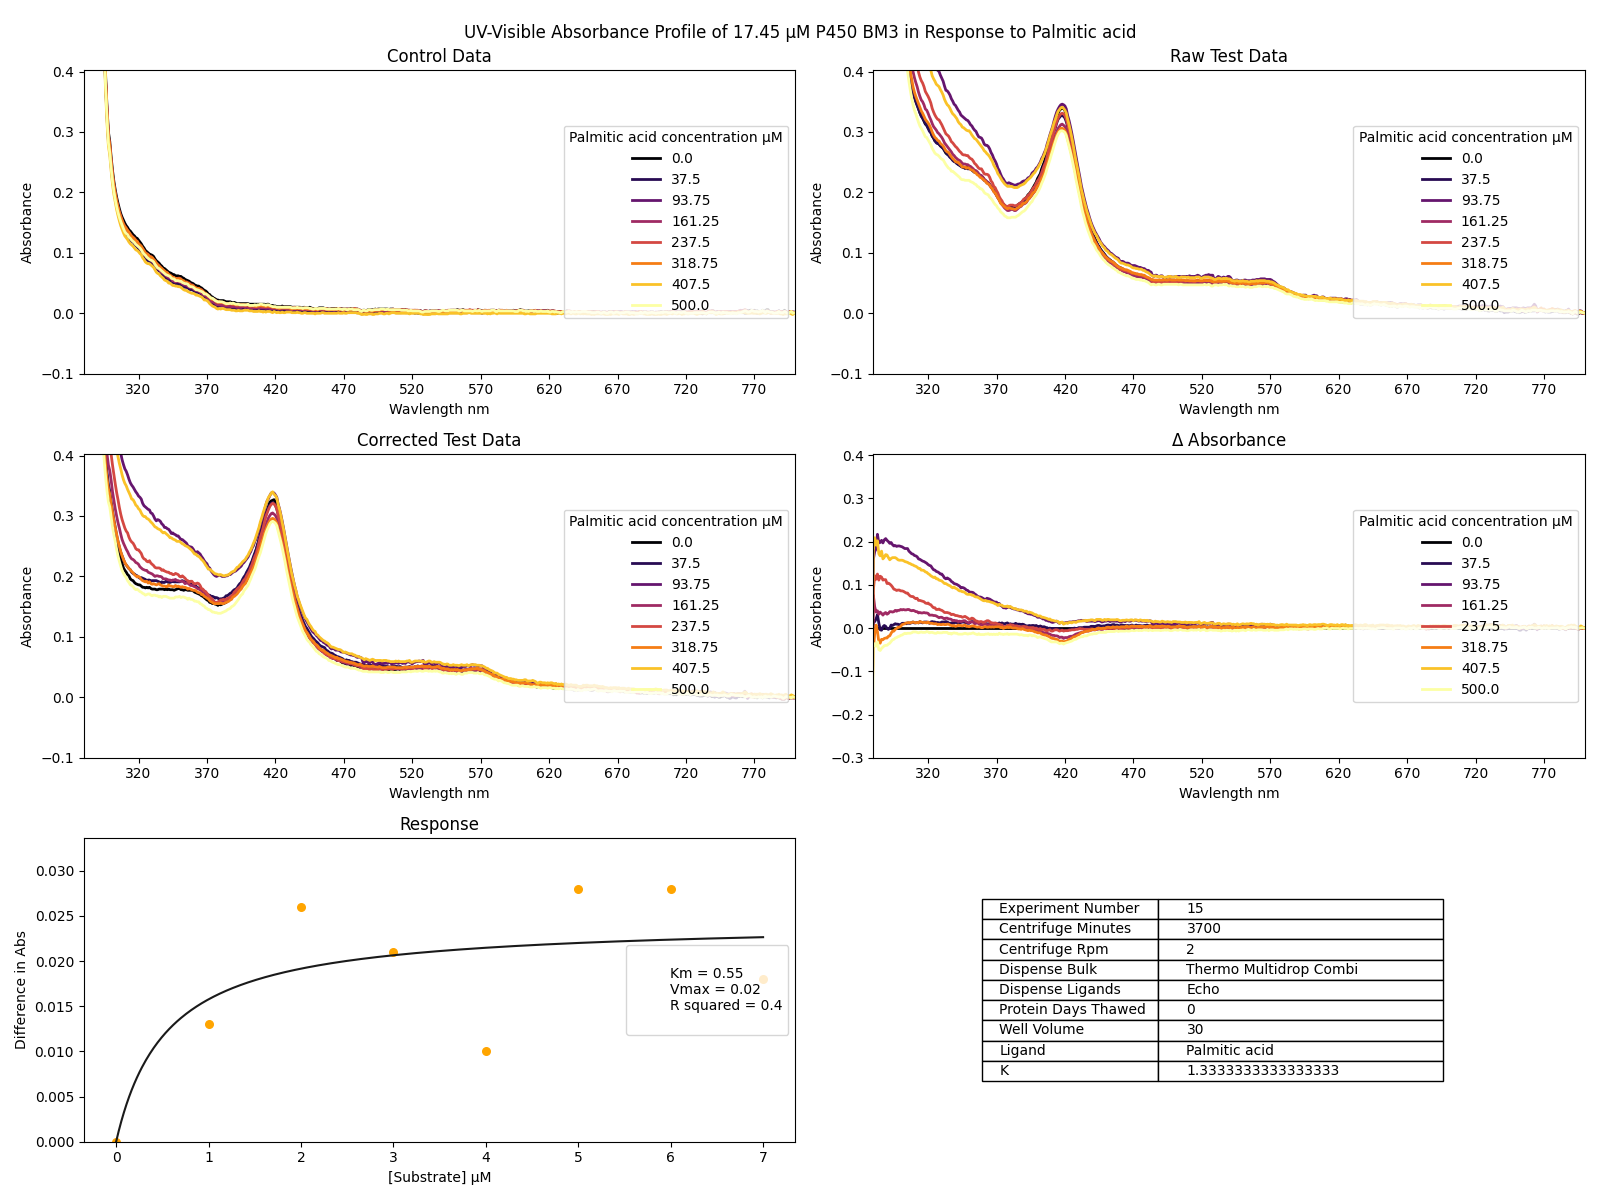 UV-Visible Absorbance Profile of 17.45 μM P450 BM3 in Response to Palmitic acid
Control Data
Absorbance
0.4
0.3
0.2
0.1
0.0
−0.1
320 370 420 470 520 570 620 670 720 770
Wavlength nm
Palmitic acid concentration μM
0.0
37.5
93.75
161.25
237.5
318.75
407.5
500.0
Raw Test Data
Absorbance
0.4
0.3
0.2
0.1
0.0
−0.1
320 370 420 470 520 570 620 670 720 770
Wavlength nm
Palmitic acid concentration μM
0.0
37.5
93.75
161.25
237.5
318.75
407.5
500.0
Corrected Test Data
Absorbance
0.4
0.3
0.2
0.1
0.0
−0.1
320 370 420 470 520 570 620 670 720 770
Wavlength nm
Palmitic acid concentration μM
0.0
37.5
93.75
161.25
237.5
318.75
407.5
500.0
Δ Absorbance
Absorbance
0.4
0.3
0.2
0.1
0.0
−0.1
−0.2
−0.3
320 370 420 470 520 570 620 670 720 770
Wavlength nm
Palmitic acid concentration μM
0.0
37.5
93.75
161.25
237.5
318.75
407.5
500.0
Response
Difference in Abs
0.030
0.025
0.020
0.015
0.010
0.005
0.000
0 1 2 3 4 5 6 7
[Substrate] μM
Km = 0.55
Vmax = 0.02
R squared = 0.4
Experiment Number 15
Centrifuge Minutes 3700
Centrifuge Rpm 2
Dispense Bulk Thermo Multidrop Combi
Dispense Ligands Echo
Protein Days Thawed 0
Well Volume 30
Ligand Palmitic acid
K 1.3333333333333333